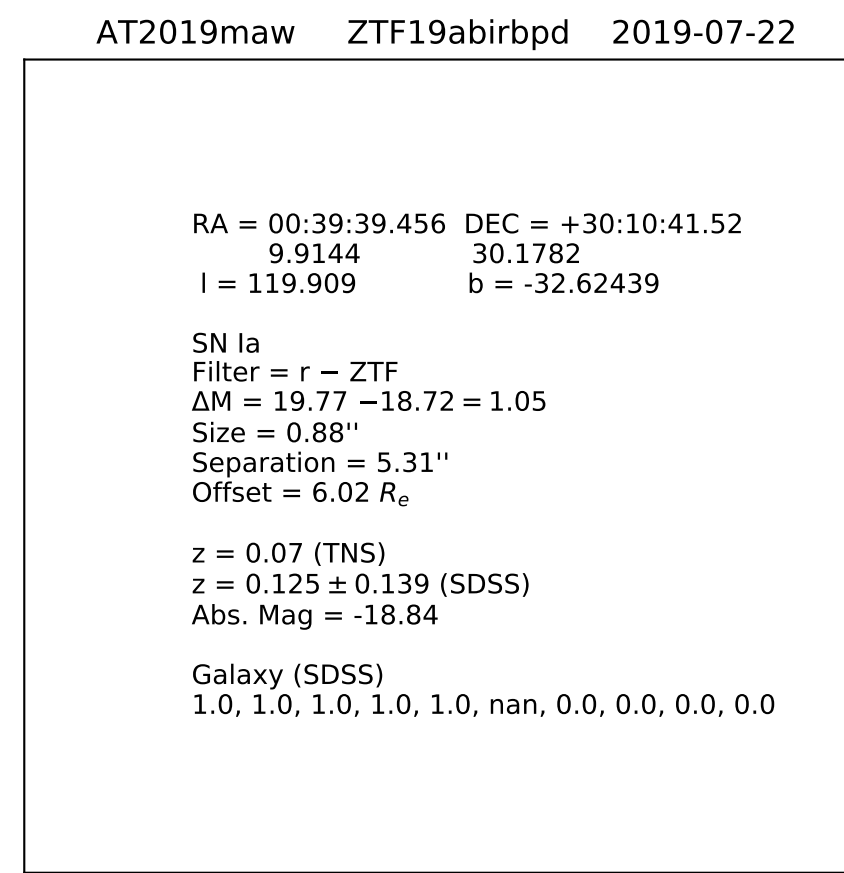 AT2019maw ZTF19abirbpd 2019-07-22
RA = 00:39:39.456 DEC = +30:10:41.52
9.9144 30.1782
l = 119.909 b = -32.62439
SN Ia
Filter = r − ZTF
ΔM = 19.77 −18.72 = 1.05
Size = 0.88''
Separation = 5.31''
Offset = 6.02 Rₑ
z = 0.07 (TNS)
z = 0.125 ± 0.139 (SDSS)
Abs. Mag = -18.84
Galaxy (SDSS)
1.0, 1.0, 1.0, 1.0, 1.0, nan, 0.0, 0.0, 0.0, 0.0